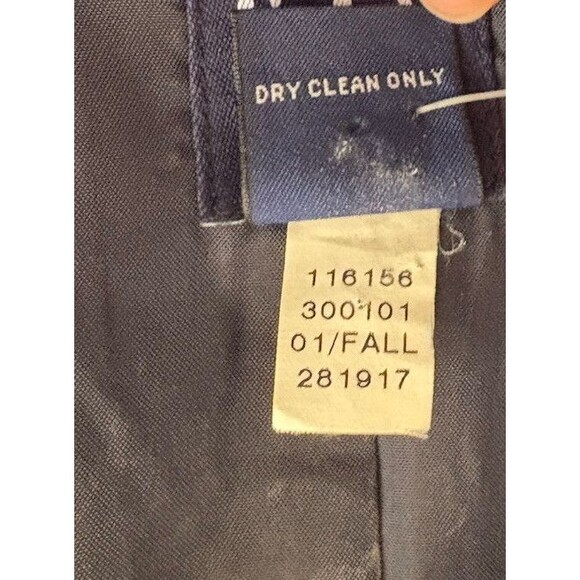 DRY CLEAN ONLY
116156
300101
01/FALL
281917